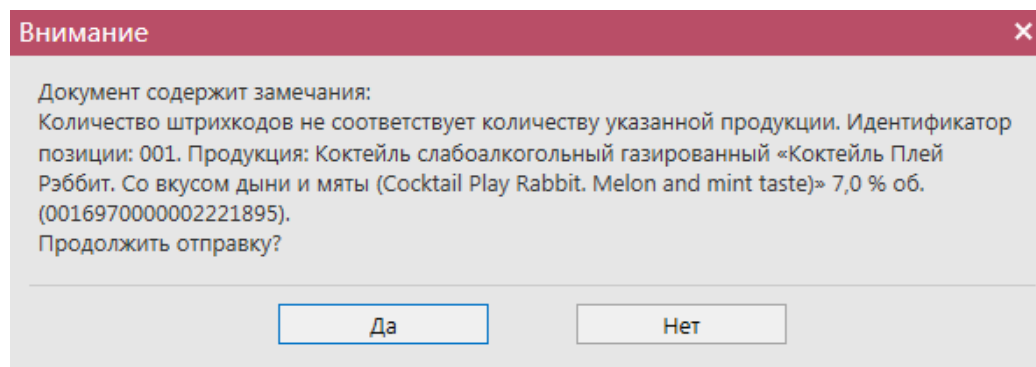 Внимание
Документ содержит замечания:
Количество штрихкодов не соответствует количеству указанной продукции. Идентификатор
позиции: 001. Продукция: Коктейль слабоалкогольный газированный «Коктейль Плей
Рэббит. Со вкусом дыни и мяты (Cocktail Play Rabbit. Melon and mint taste)» 7,0 % об.
(0016970000002221895).
Продолжить отправку?
Да
Нет